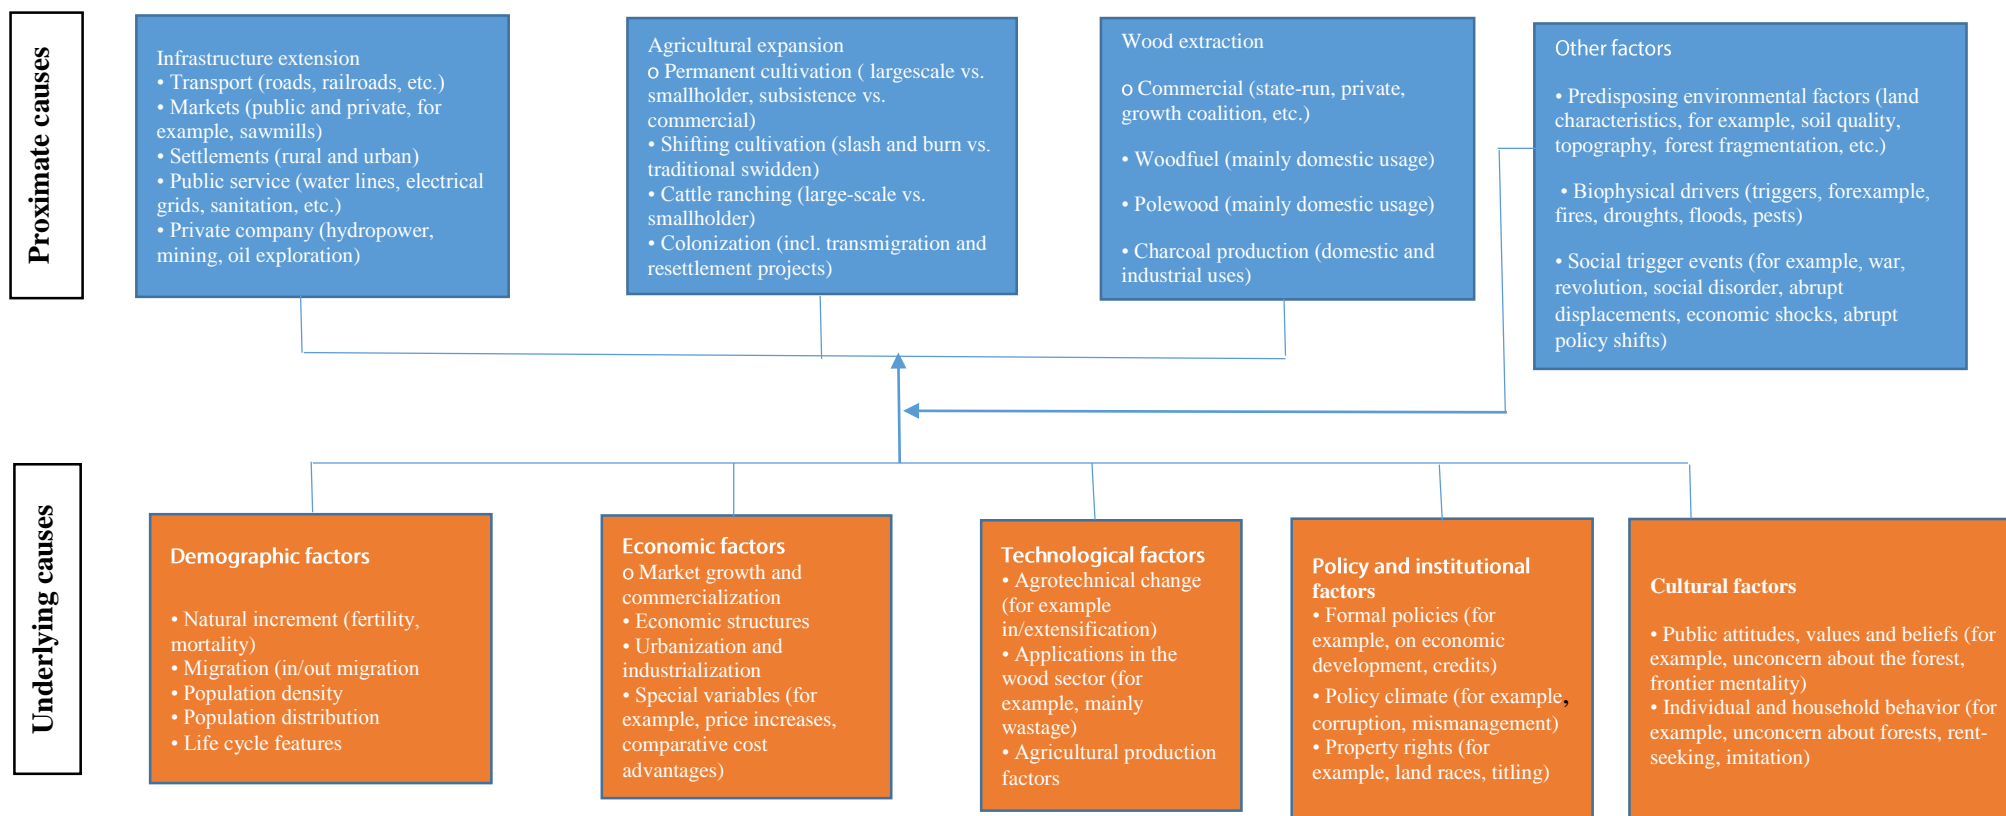 Proximate causes
Infrastructure extension
• Transport (roads, railroads, etc.)
• Markets (public and private, for
example, sawmills)
• Settlements (rural and urban)
• Public service (water lines, electrical
grids, sanitation, etc.)
• Private company (hydropower,
mining, oil exploration)
Agricultural expansion
o Permanent cultivation ( largescale vs.
smallholder, subsistence vs.
commercial)
• Shifting cultivation (slash and burn vs.
traditional swidden)
• Cattle ranching (large-scale vs.
smallholder)
• Colonization (incl. transmigration and
resettlement projects)
Wood extraction
o Commercial (state-run, private,
growth coalition, etc.)
• Woodfuel (mainly domestic usage)
• Polewood (mainly domestic usage)
• Charcoal production (domestic and
industrial uses)
Other factors
• Predisposing environmental factors (land
characteristics, for example, soil quality,
topography, forest fragmentation, etc.)
• Biophysical drivers (triggers, forexample,
fires, droughts, floods, pests)
• Social trigger events (for example, war,
revolution, social disorder, abrupt
displacements, economic shocks, abrupt
policy shifts)
Underlying causes
Demographic factors
• Natural increment (fertility,
mortality)
• Migration (in/out migration
• Population density
• Population distribution
• Life cycle features
Economic factors
o Market growth and
commercialization
• Economic structures
• Urbanization and
industrialization
• Special variables (for
example, price increases,
comparative cost
advantages)
Technological factors
• Agrotechnical change
(for example
in/extensification)
• Applications in the
wood sector (for
example, mainly
wastage)
• Agricultural production
factors
Policy and institutional
factors
• Formal policies (for
example, on economic
development, credits)
• Policy climate (for example,
corruption, mismanagement)
• Property rights (for
example, land races, titling)
Cultural factors
• Public attitudes, values and beliefs (for
example, unconcern about the forest,
frontier mentality)
• Individual and household behavior (for
example, unconcern about forests, rent-
seeking, imitation)